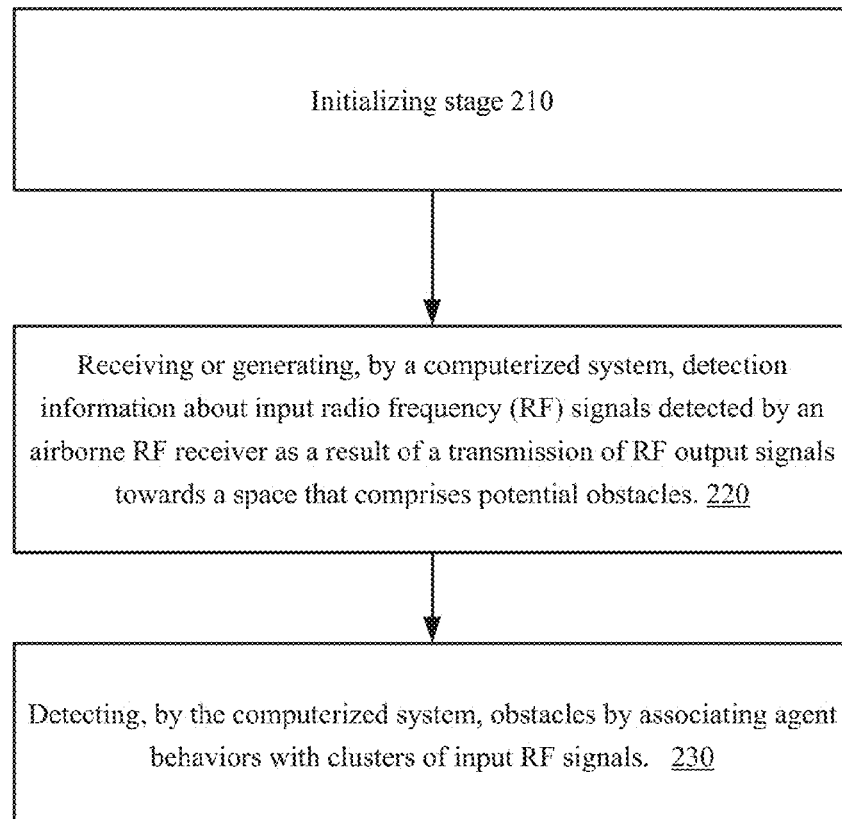 Initializing stage 210
Receiving or generating, by a computerized system, detection
information about input radio frequency (RF) signals detected by an
airborne RF receiver as a result of a transmission of RF output signals
towards a space that comprises potential obstacles. 220
Detecting, by the computerized system, obstacles by associating agent
behaviors with clusters of input RF signals. 230